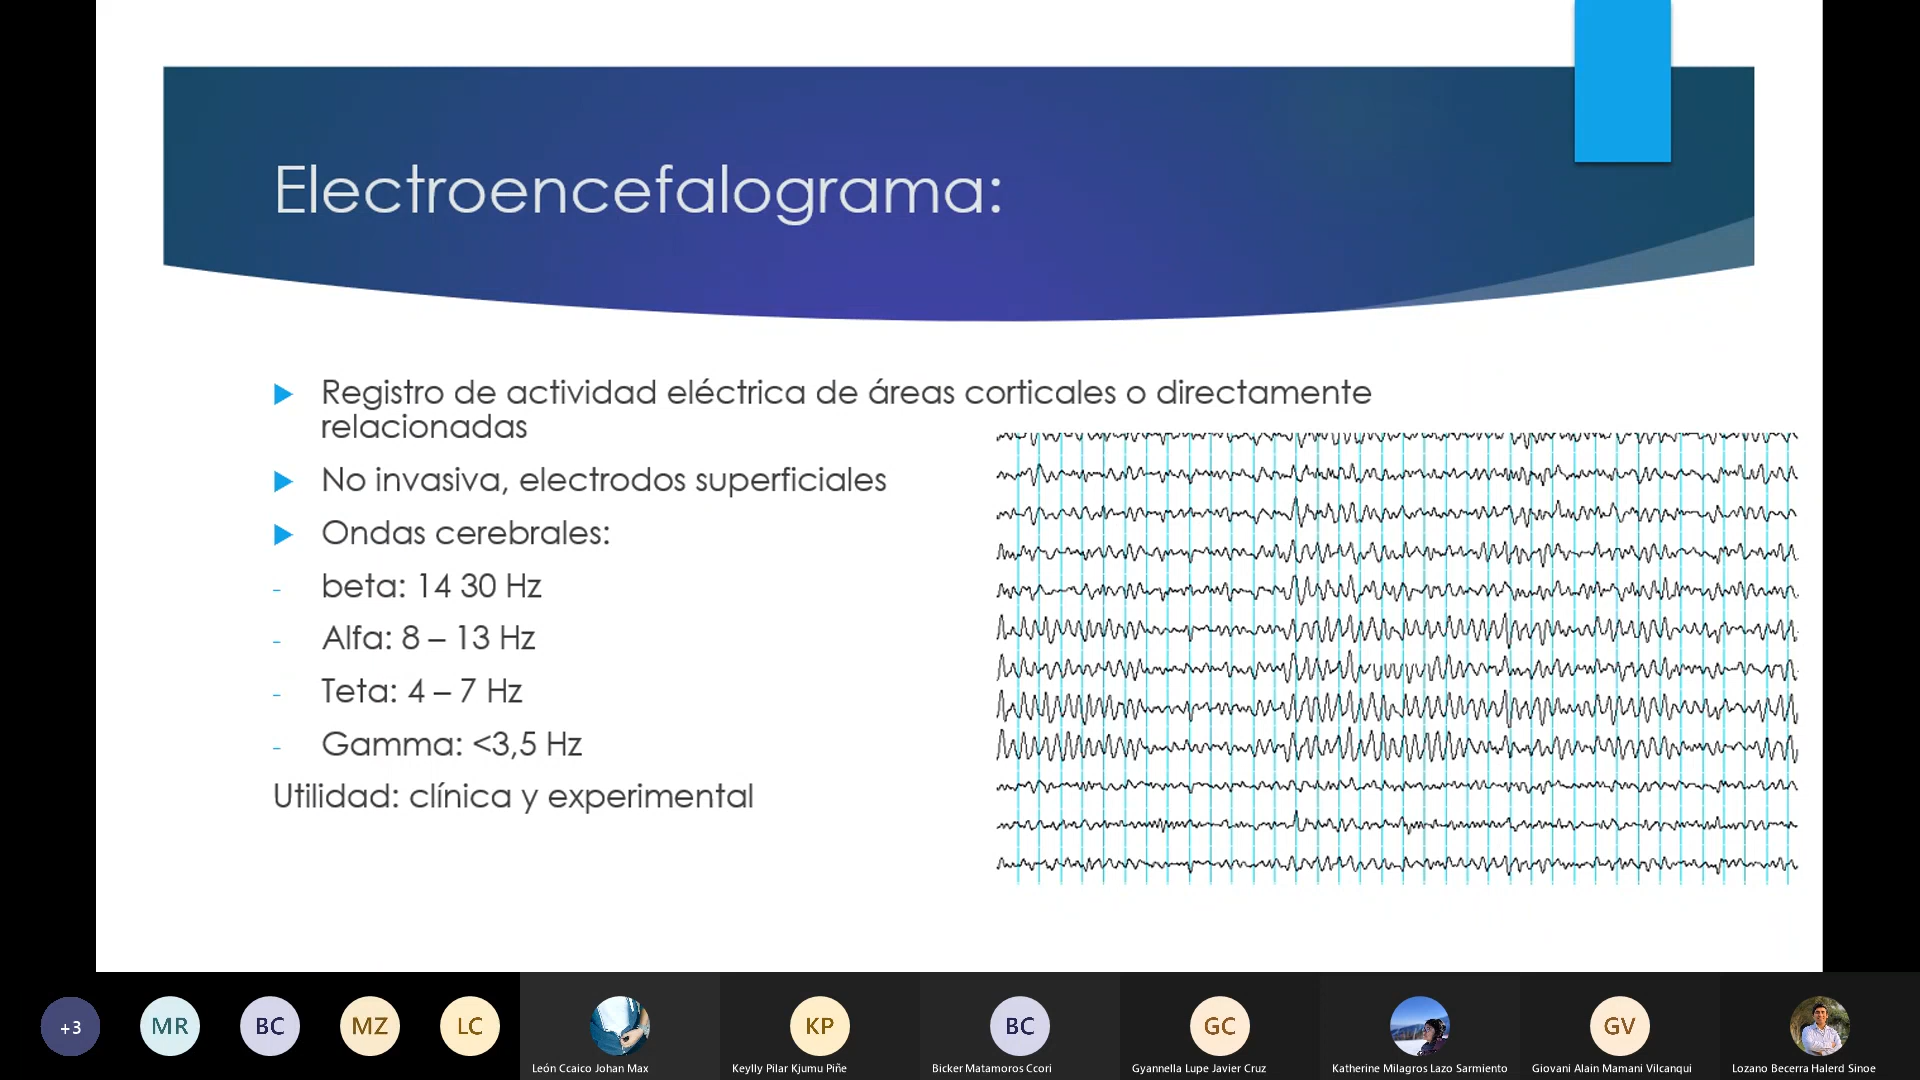 Electroencefalograma:
Registro de actividad eléctrica de áreas corticales o directamente
relacionadas
No invasiva, electrodos superficiales
Ondas cerebrales:
- beta: 14 30 Hz
- Alfa: 8 – 13 Hz
- Teta: 4 – 7 Hz
- Gamma: <3,5 Hz
Utilidad: clínica y experimental
+3
MR
BC
MZ
LC
KP
BC
GC
GV
León Ccaico Johan Max
Keylly Pilar Kjumu Piñe
Bicker Matamoros Ccori
Gyannella Lupe Javier Cruz
Katherine Milagros Lazo Sarmiento
Giovani Alain Mamani Vilcanqui
Lozano Becerra Halerd Sinoe